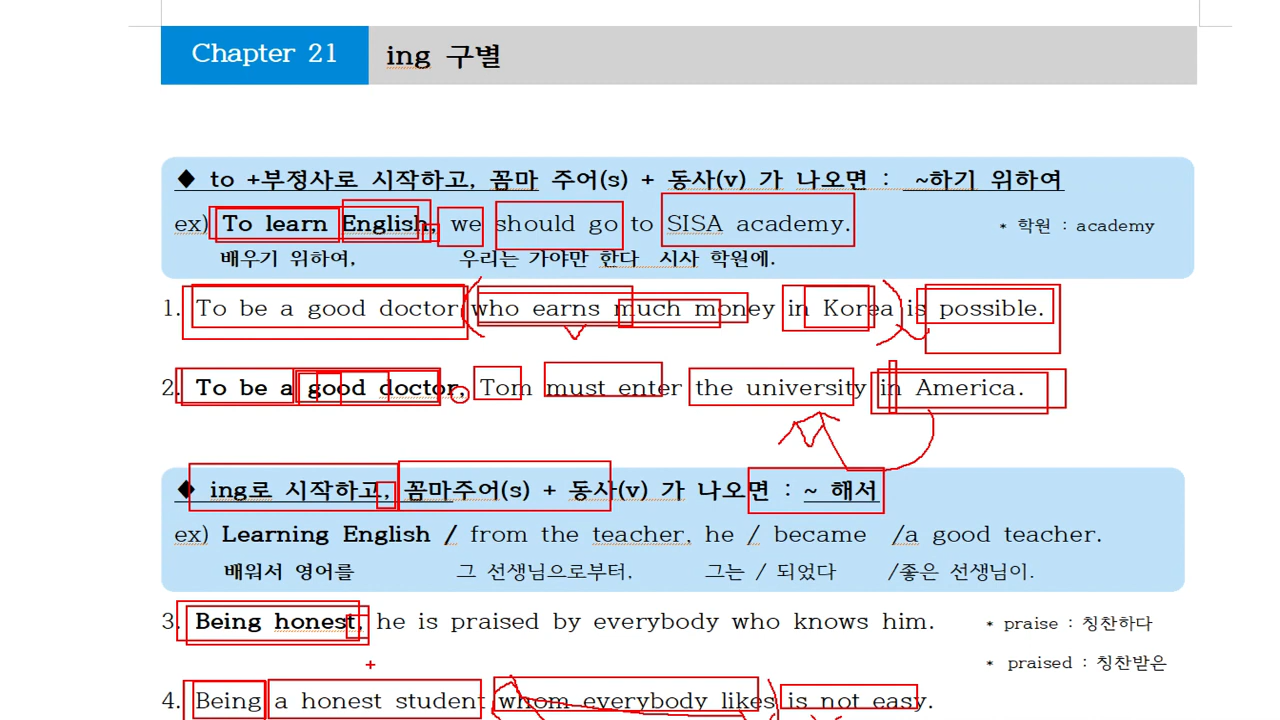 Chapter 21 ing 구별
◆ to +부정사로 시작하고, 꼼마 주어(s) + 동사(v) 가 나오면 : ~하기 위하여
ex) To learn English, we should go to SISA academy. * 학원 : academy
배우기 위하여, 우리는 가야만 한다 시사 학원에.
1. To be a good doctor who earns much money in Korea is possible.
2. To be a good doctor, Tom must enter the university in America.
◆ ing로 시작하고, 꼼마주어(s) + 동사(v) 가 나오면 : ~ 해서
ex) Learning English / from the teacher, he / became /a good teacher.
배워서 영어를 그 선생님으로부터, 그는 / 되었다 /좋은 선생님이.
3. Being honest, he is praised by everybody who knows him. * praise : 칭찬하다
* praised : 칭찬받은
4. Being a honest student whom everybody likes is not easy.